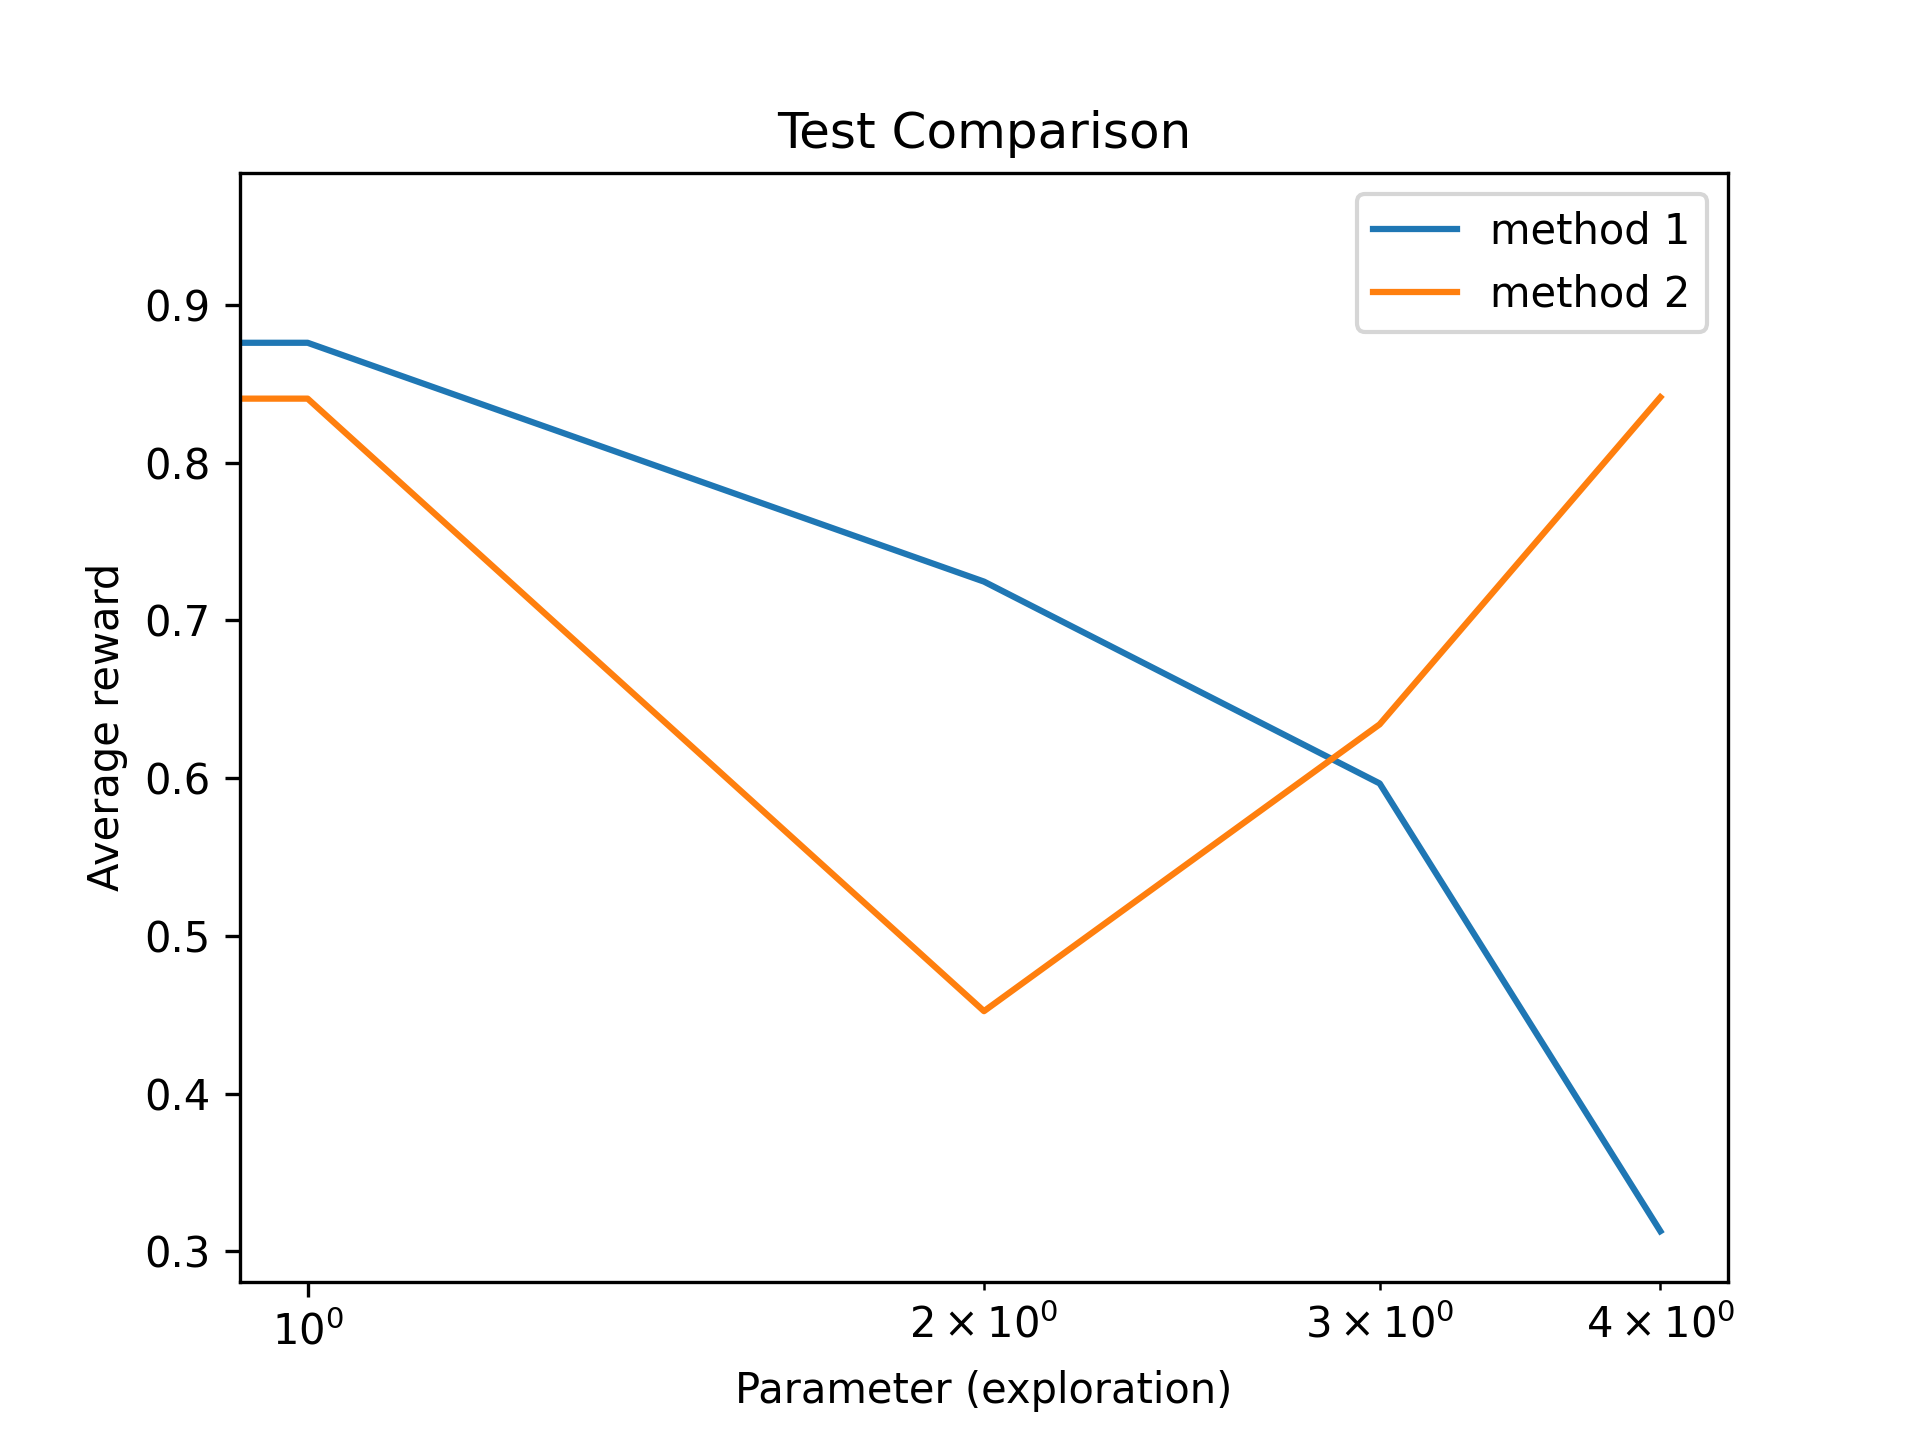 Test Comparison
method 1
method 2
0.9
0.8
0.7
0.6
0.5
0.4
0.3
Average reward
10⁰
2 × 10⁰
3 × 10⁰
4 × 10⁰
Parameter (exploration)